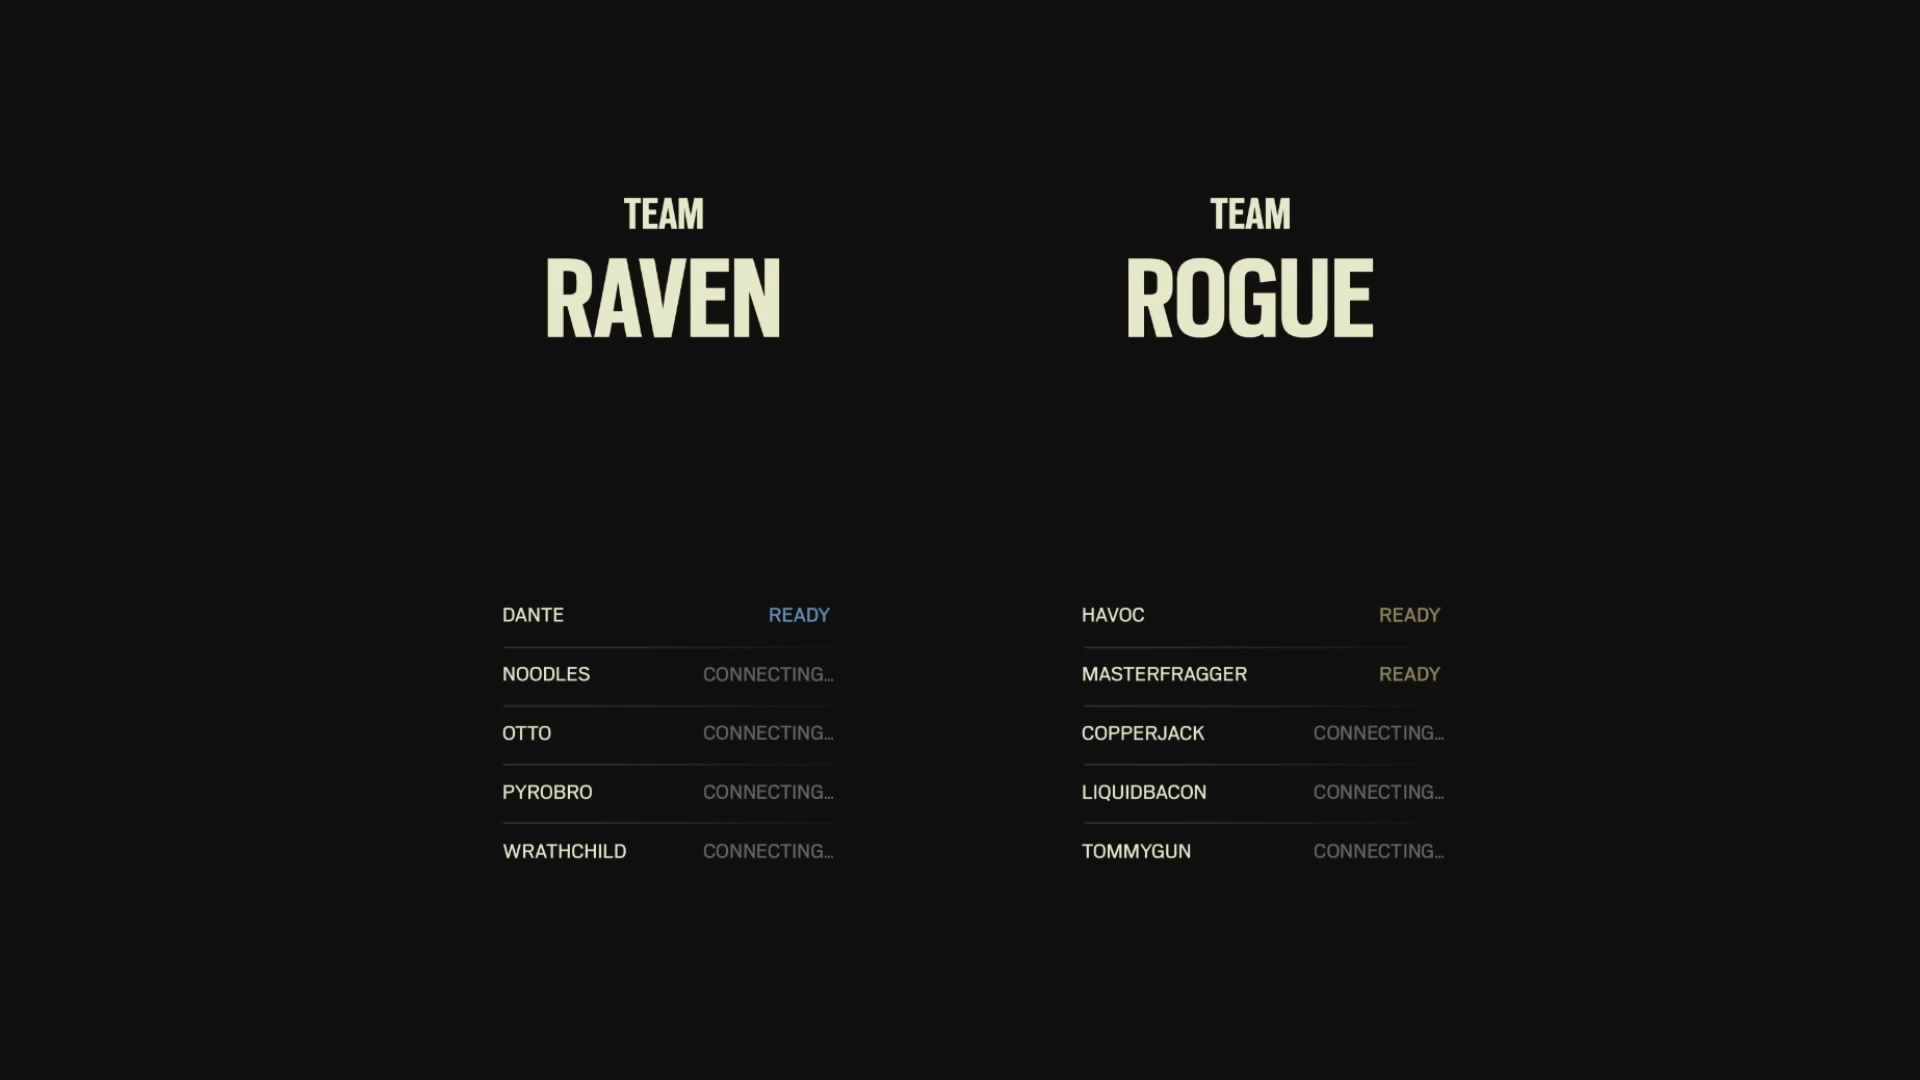 TEAM
RAVEN
DANTE READY
NOODLES CONNECTING...
OTTO CONNECTING...
PYROBRO CONNECTING...
WRATHCHILD CONNECTING...
TEAM
ROGUE
HAVOC READY
MASTERFRAGGER READY
COPPERJACK CONNECTING...
LIQUIDBACON CONNECTING...
TOMMYGUN CONNECTING...